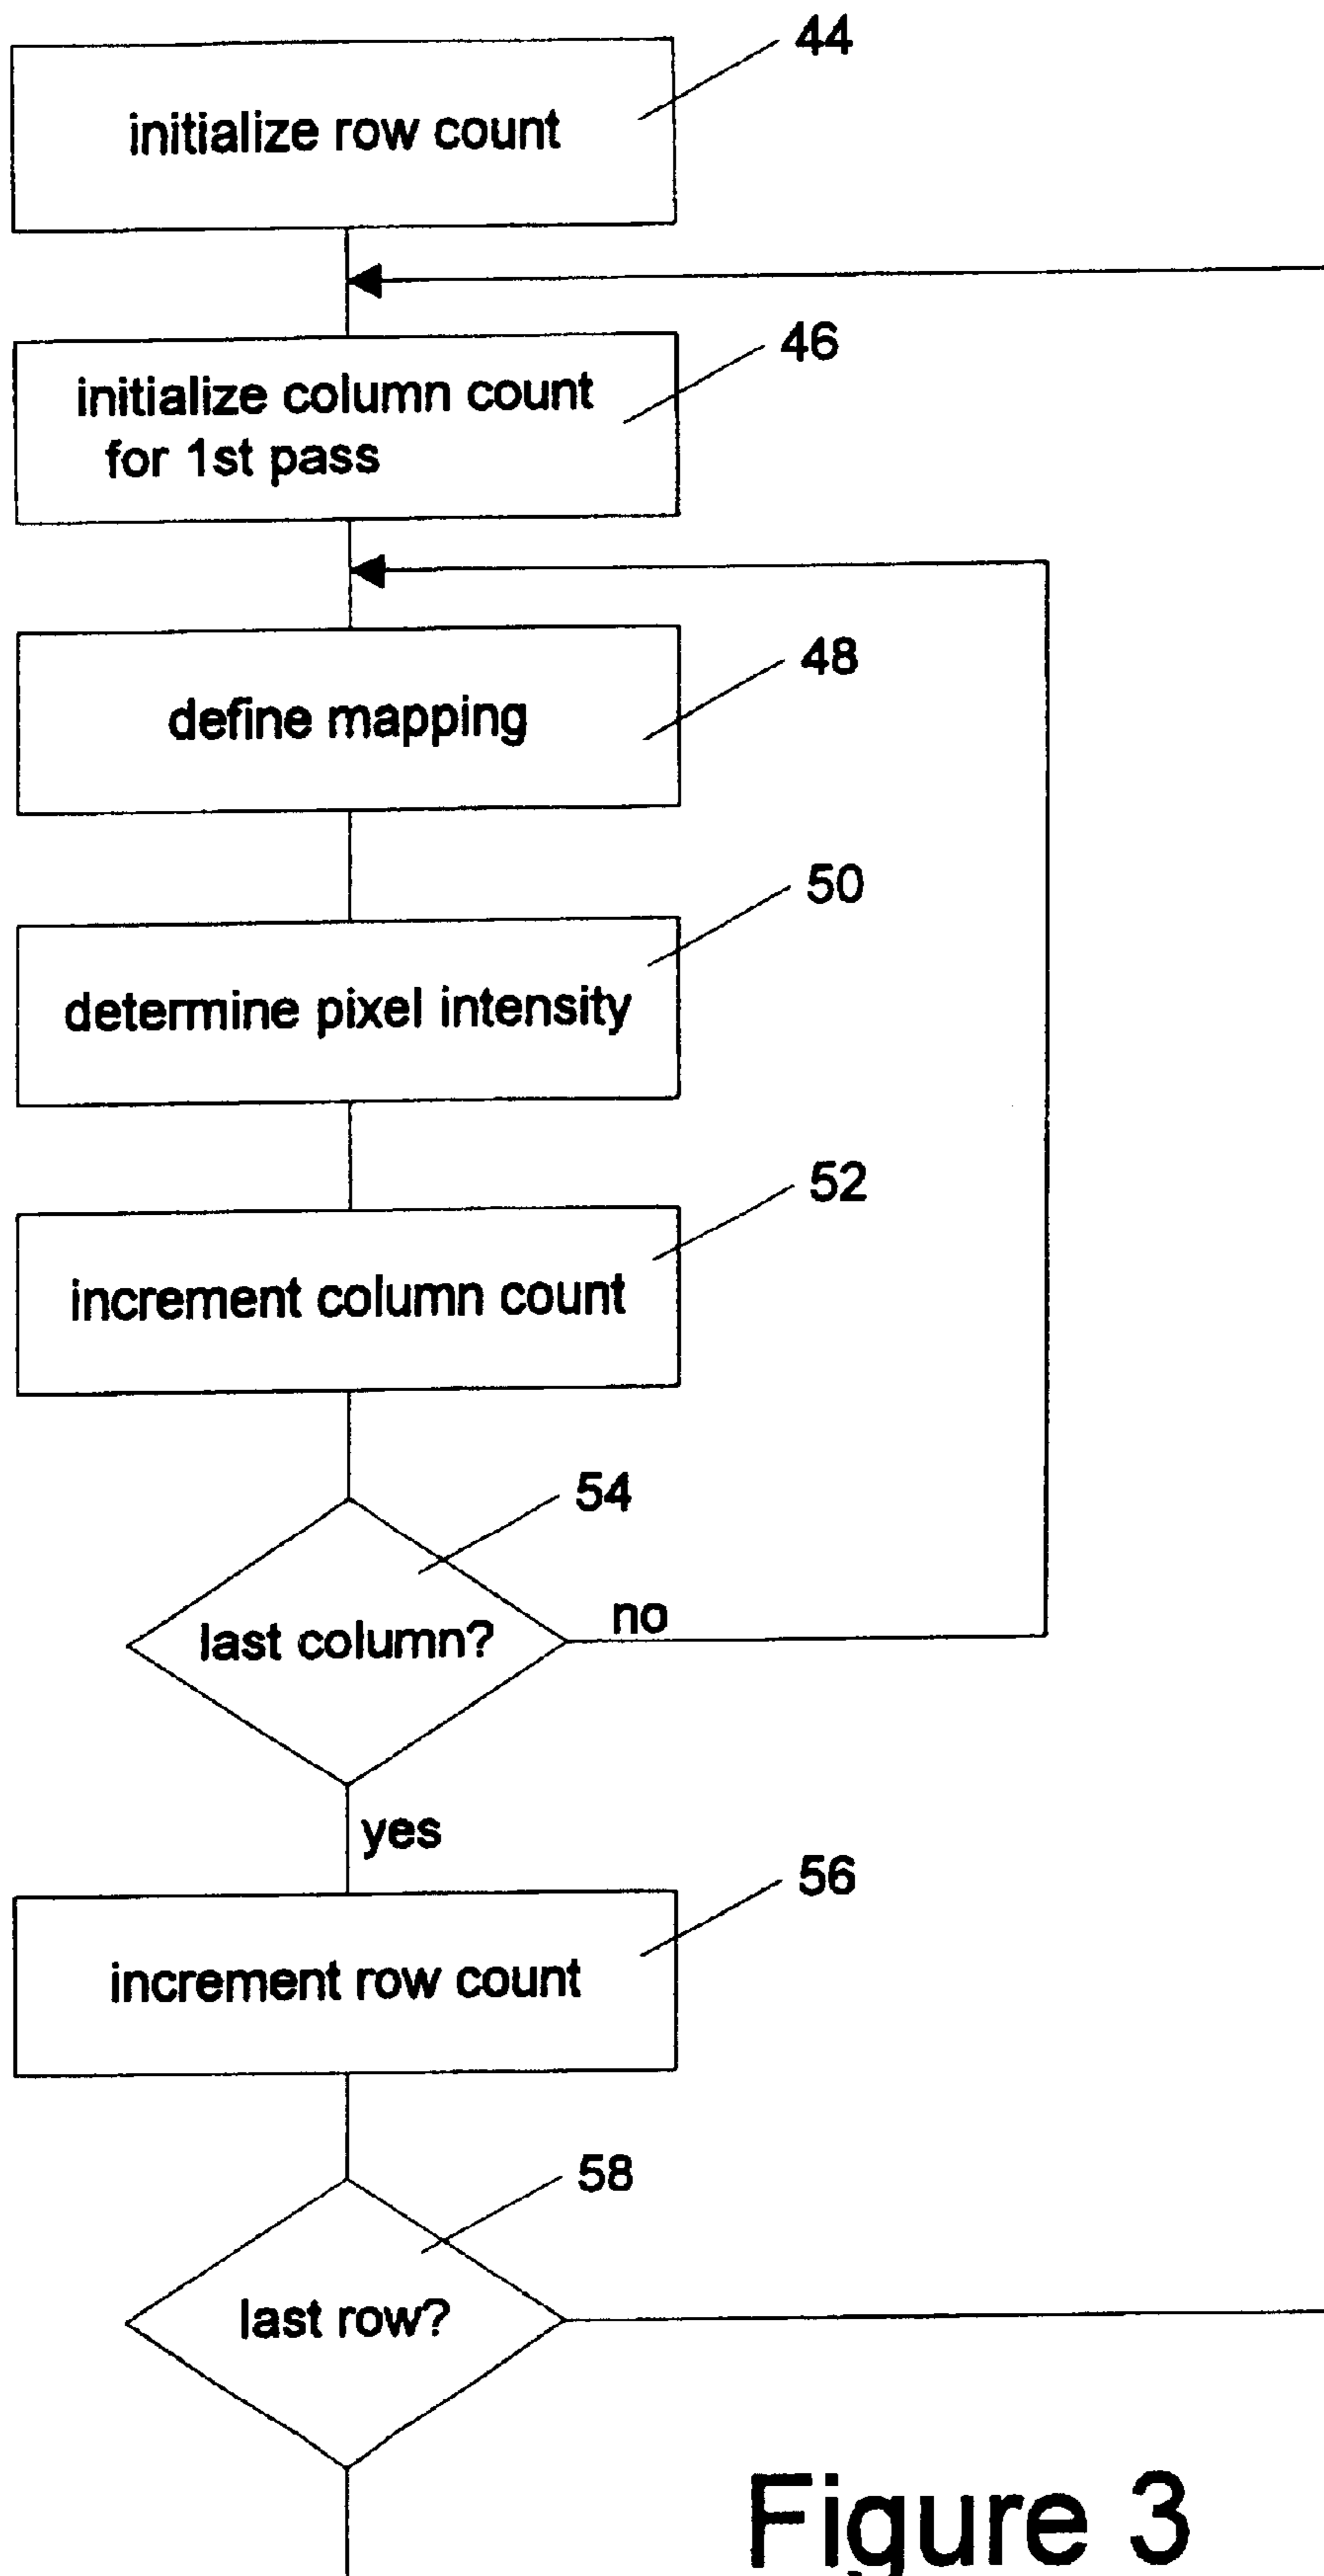 44
initialize row count
46
initialize column count
for 1st pass
48
define mapping
50
determine pixel intensity
52
increment column count
54
last column?
no
yes
56
increment row count
58
last row?
Figure 3